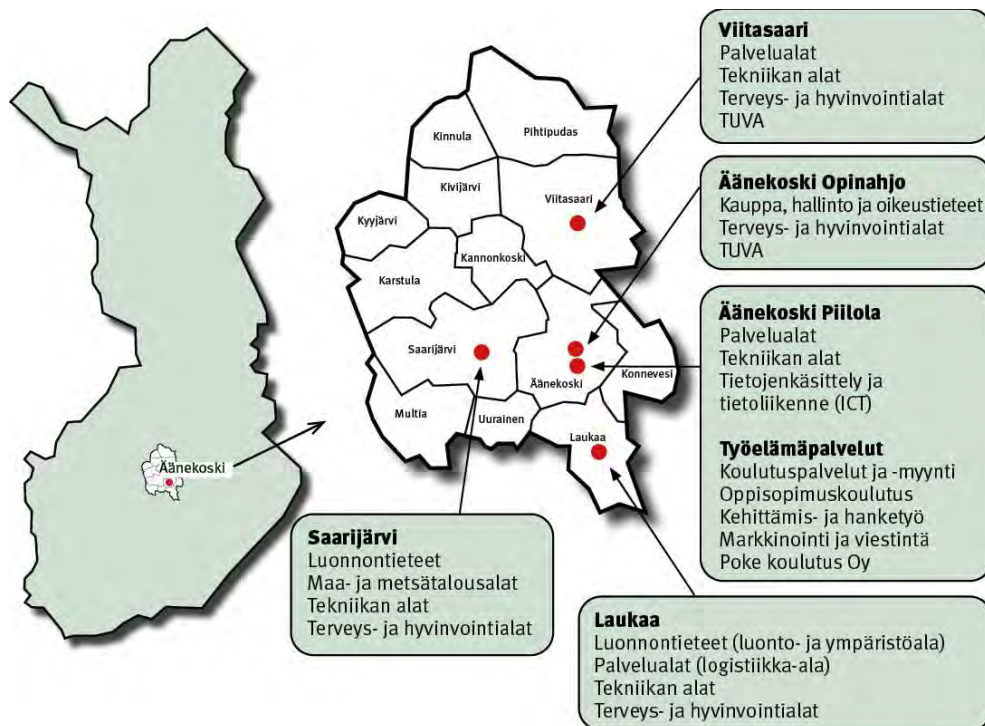 Äänekoski
Kinnula
Pihtipudas
Kivijärvi
Viitasaari
Kyyjärvi
Kannonkoski
Karstula
Saarijärvi
Äänekoski
Konnevesi
Multia
Uurainen
Laukaa
Viitasaari
Palvelualat
Tekniikan alat
Terveys- ja hyvinvointialat
TUVA
Äänekoski Opinahjo
Kauppa, hallinto ja oikeustieteet
Terveys- ja hyvinvointialat
TUVA
Äänekoski Piilola
Palvelualat
Tekniikan alat
Tietojenkäsittely ja
tietoliikenne (ICT)
Työelämäpalvelut
Koulutuspalvelut ja -myynti
Oppisopimuskoulutus
Kehittämis- ja hanketyö
Markkinointi ja viestintä
Poke koulutus Oy
Saarijärvi
Luonnontieteet
Maa- ja metsätalousalat
Tekniikan alat
Terveys- ja hyvinvointialat
Laukaa
Luonnontieteet (luonto- ja ympäristöala)
Palvelualat (logistiikka-ala)
Tekniikan alat
Terveys- ja hyvinvointialat